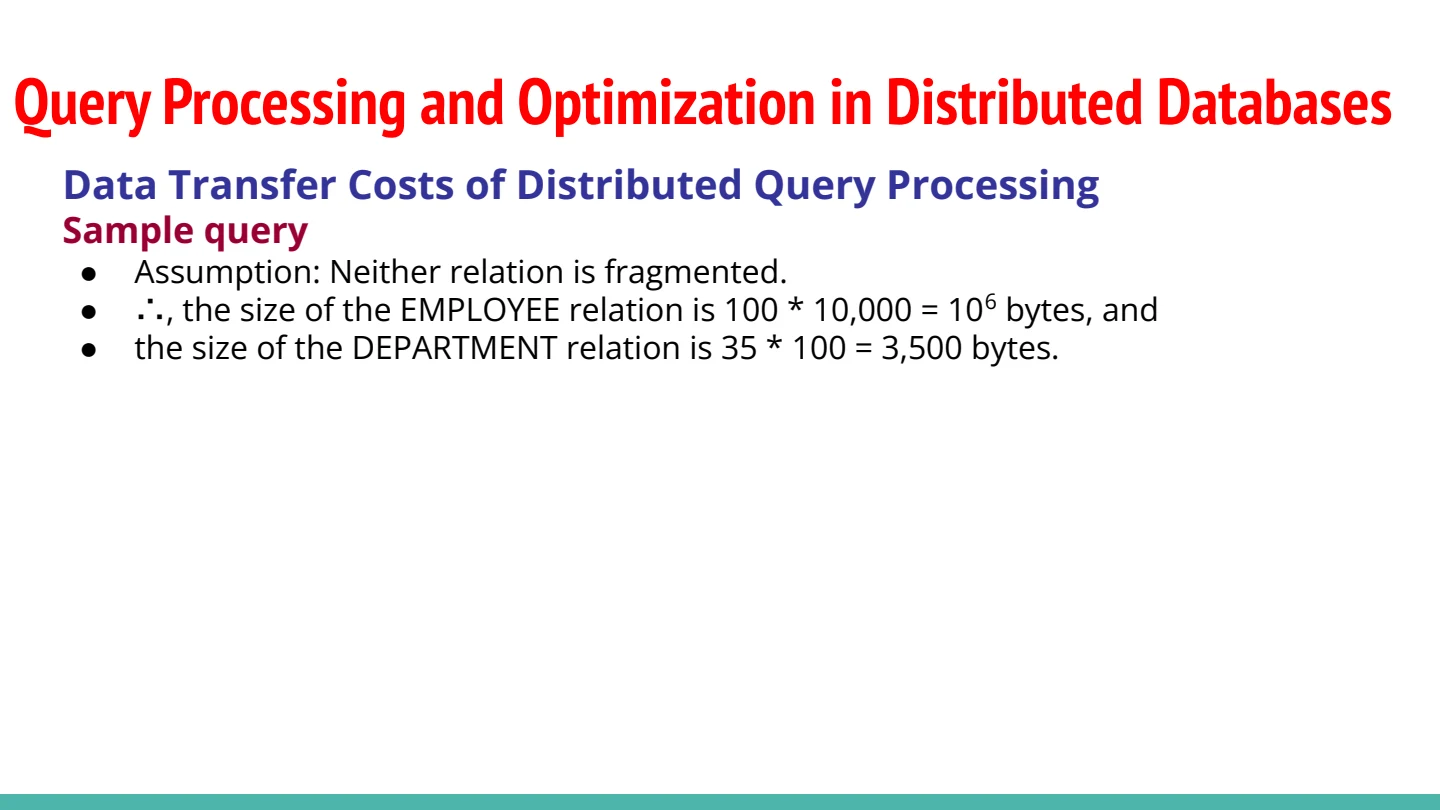 Query Processing and Optimization in Distributed Databases
Data Transfer Costs of Distributed Query Processing
Sample query
● Assumption: Neither relation is fragmented.
● ∴, the size of the EMPLOYEE relation is 100 * 10,000 = 10⁶ bytes, and
● the size of the DEPARTMENT relation is 35 * 100 = 3,500 bytes.